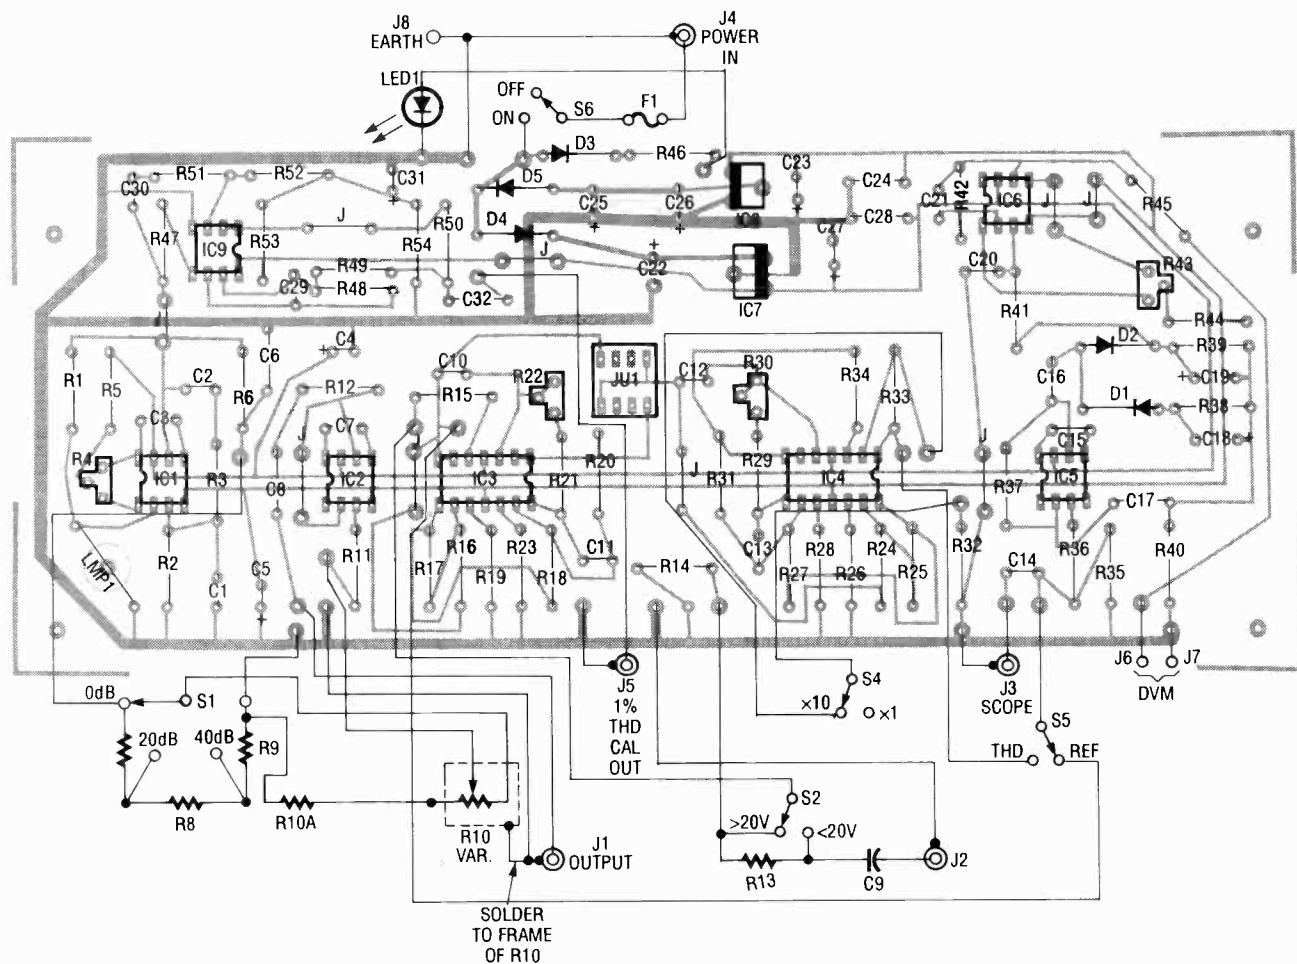 J8
EARTH
J4
POWER
IN
LED1
OFF
S6
F1
ON
D3
R46
C23
R51
R52
C31
C30
D5
C24
C25
C26
IC8
C21
R42
IC6
J
J
R45
R47
IC9
R53
J
R54
R50
D4
J
C28
C27
R49
C29
R48
C32
C22
IC7
C20
R41
R43
R44
C6
C4
R1
R5
C2
R6
R12
C10
R15
R22
JU1
C12
R30
R34
R33
D2
R39
C16
C19
D1
R38
C18
C3
R4
IC1
R3
C8
J
C7
IC2
IC3
R21
R20
J
R31
R29
IC4
J
R37
C15
IC5
C17
LMP1
R2
C1
C5
R11
R17
R16
R19
R23
R18
C11
R14
C13
R27
R28
R26
R24
R25
R32
C14
R36
R35
R40
0dB
S1
20dB
40dB
R9
R8
R10A
R10
VAR.
J1
OUTPUT
SOLDER
TO FRAME
OF R10
J5
1%
THD
CAL
OUT
S4
×10
×1
S2
>20V
<20V
R13
C9
J2
J3
SCOPE
S5
THD
REF
J6
J7
DVM
+
+
+
+
+
+
+
+
+
+